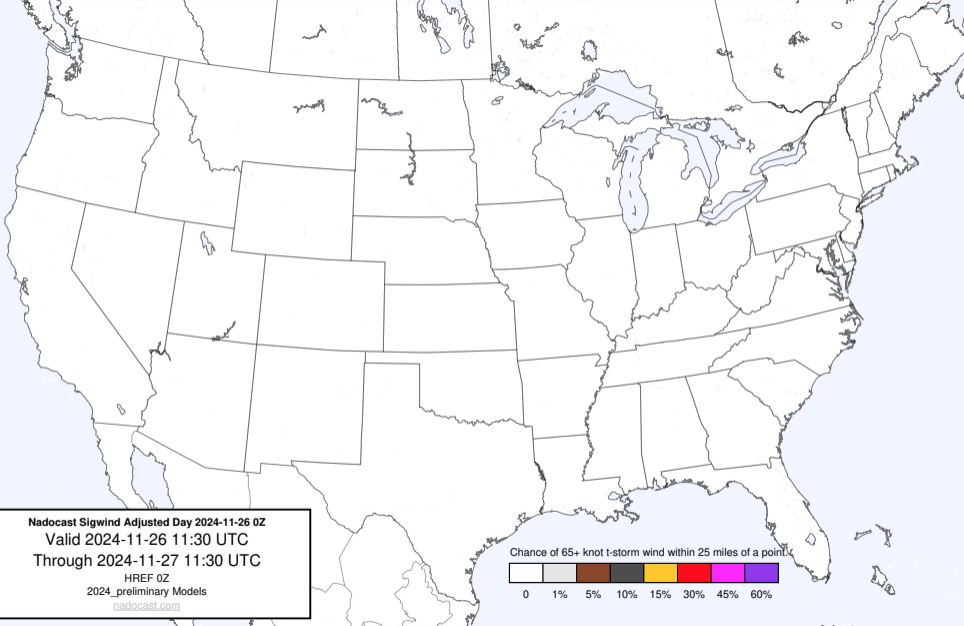 Nadocast Sigwind Adjusted Day 2024-11-26 0Z
Valid 2024-11-26 11:30 UTC
Through 2024-11-27 11:30 UTC
HREF 0Z
2024_preliminary Models
nadocast.com
Chance of 65+ knot t-storm wind within 25 miles of a point.
0 1% 5% 10% 15% 30% 45% 60%